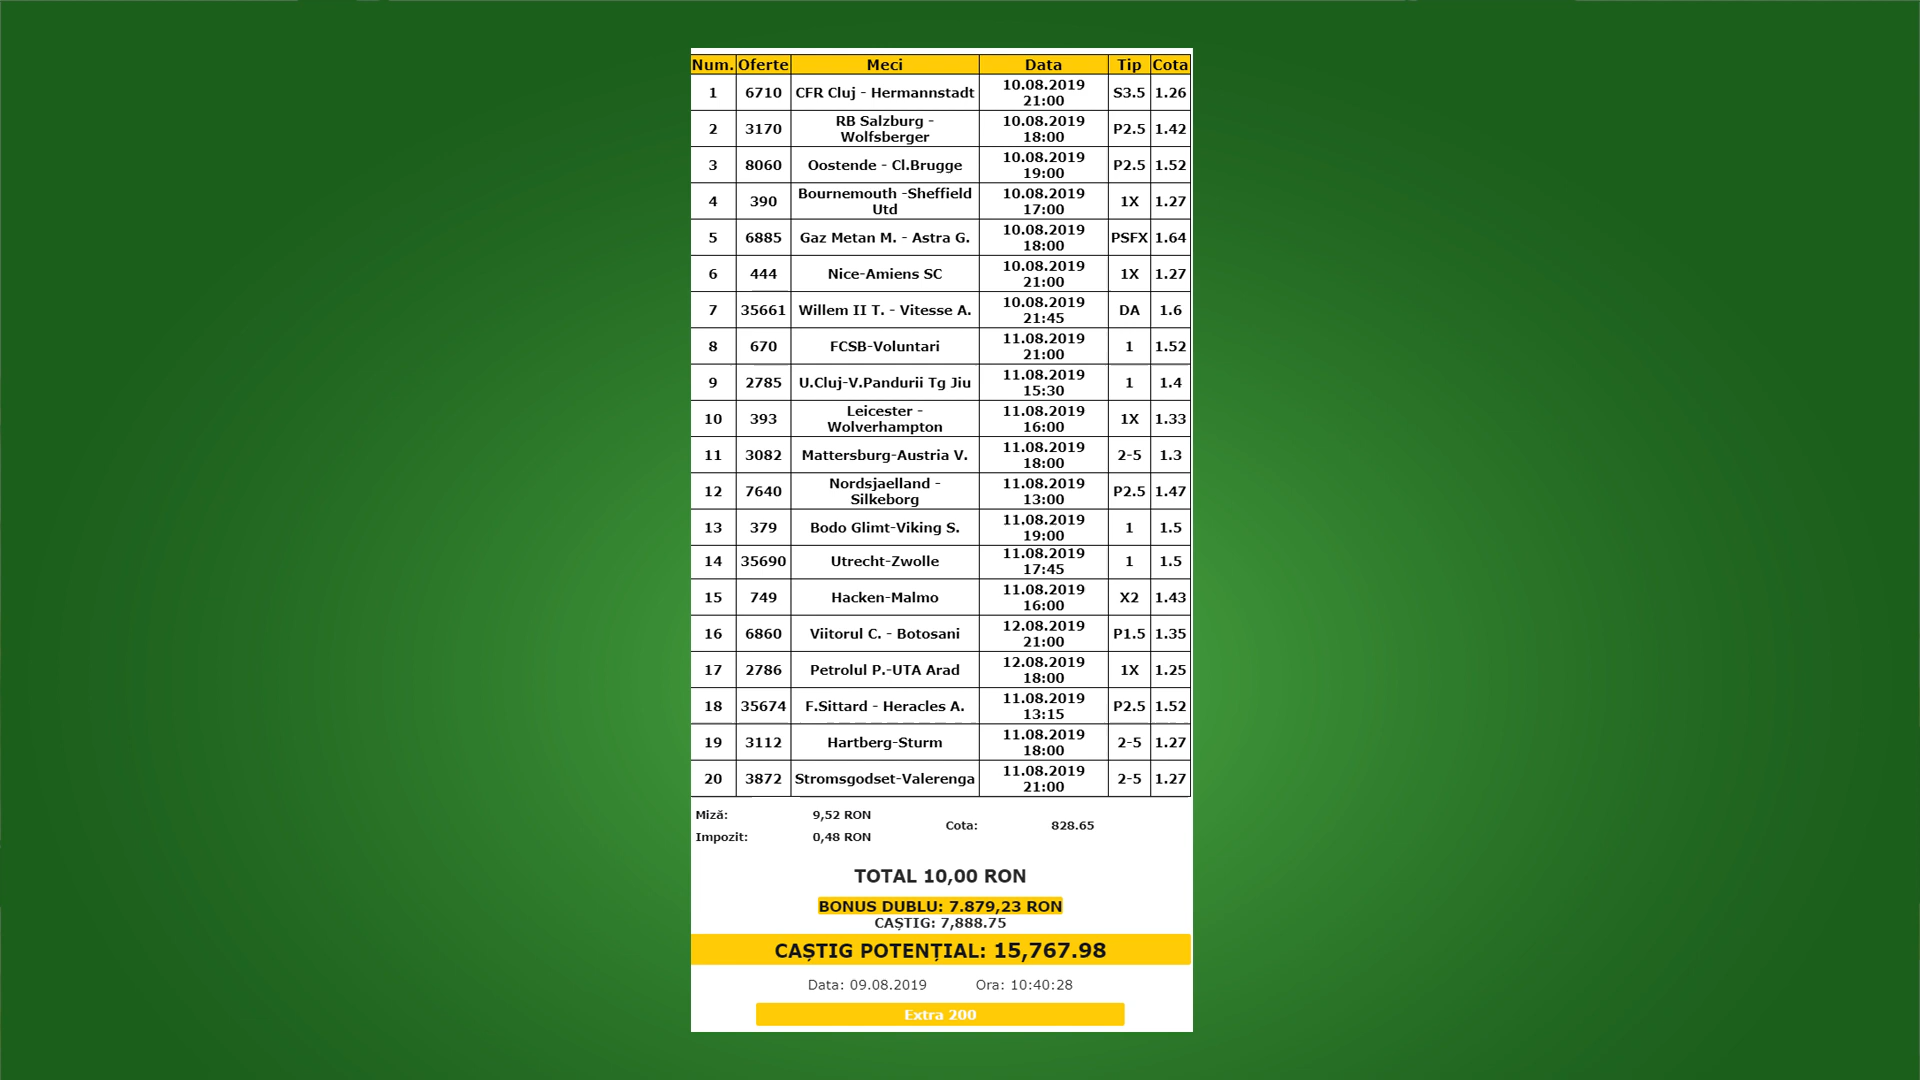 Num. Oferte Meci Data Tip Cota
1 6710 CFR Cluj - Hermannstadt 10.08.2019 21:00 S3.5 1.26
2 3170 RB Salzburg - Wolfsberger 10.08.2019 18:00 P2.5 1.42
3 8060 Oostende - Cl.Brugge 10.08.2019 19:00 P2.5 1.52
4 390 Bournemouth -Sheffield Utd 10.08.2019 17:00 1X 1.27
5 6885 Gaz Metan M. - Astra G. 10.08.2019 18:00 PSFX 1.64
6 444 Nice-Amiens SC 10.08.2019 21:00 1X 1.27
7 35661 Willem II T. - Vitesse A. 10.08.2019 21:45 DA 1.6
8 670 FCSB-Voluntari 11.08.2019 21:00 1 1.52
9 2785 U.Cluj-V.Pandurii Tg Jiu 11.08.2019 15:30 1 1.4
10 393 Leicester - Wolverhampton 11.08.2019 16:00 1X 1.33
11 3082 Mattersburg-Austria V. 11.08.2019 18:00 2-5 1.3
12 7640 Nordsjaelland - Silkeborg 11.08.2019 13:00 P2.5 1.47
13 379 Bodo Glimt-Viking S. 11.08.2019 19:00 1 1.5
14 35690 Utrecht-Zwolle 11.08.2019 17:45 1 1.5
15 749 Hacken-Malmo 11.08.2019 16:00 X2 1.43
16 6860 Viitorul C. - Botosani 12.08.2019 21:00 P1.5 1.35
17 2786 Petrolul P.-UTA Arad 12.08.2019 18:00 1X 1.25
18 35674 F.Sittard - Heracles A. 11.08.2019 13:15 P2.5 1.52
19 3112 Hartberg-Sturm 11.08.2019 18:00 2-5 1.27
20 3872 Stromsgodset-Valerenga 11.08.2019 21:00 2-5 1.27
Miză: 9,52 RON
Cota: 828.65
Impozit: 0,48 RON
TOTAL 10,00 RON
BONUS DUBLU: 7.879,23 RON
CAȘTIG: 7,888.75
CAȘTIG POTENȚIAL: 15,767.98
Data: 09.08.2019 Ora: 10:40:28
Extra 200